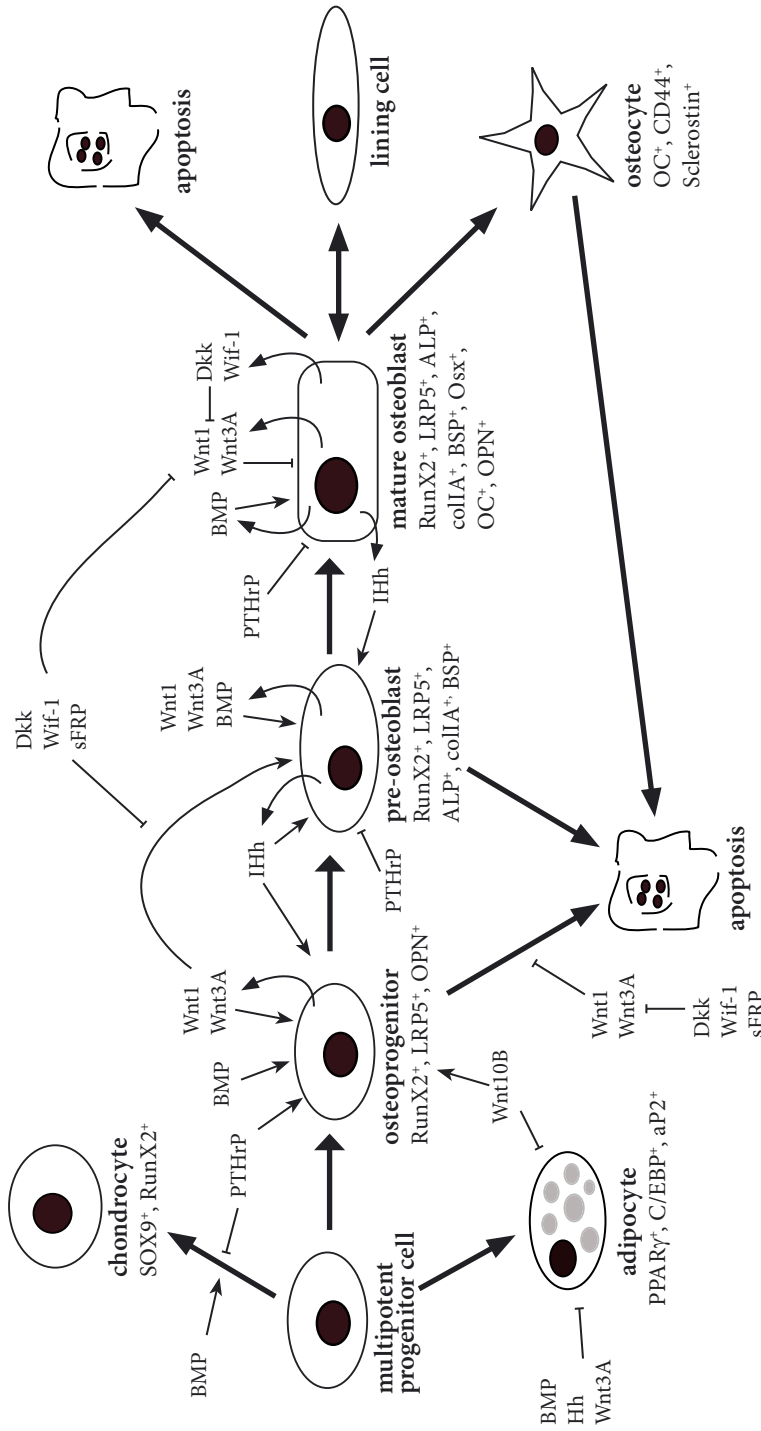 BMP
chondrocyte
SOX9⁺, RunX2⁺
PTHrP
BMP
Wnt1
Wnt3A
Dkk
Wif-1
sFRP
IHh
Wnt1
Wnt3A
BMP
PTHrP
BMP
Wnt1
Wnt3A
Dkk
Wif-1
apoptosis
multipotent
progenitor cell
osteoprogenitor
RunX2⁺, LRP5⁺, OPN⁺
PTHrP
pre-osteoblast
RunX2⁺, LRP5⁺,
ALP⁺, colIA⁺, BSP⁺
IHh
mature osteoblast
RunX2⁺, LRP5⁺, ALP⁺,
colIA⁺, BSP⁺, Osx⁺,
OC⁺, OPN⁺
lining cell
BMP
Hh
Wnt3A
adipocyte
PPARγ⁺, C/EBP⁺, aP2⁺
Wnt10B
Wnt1
Wnt3A
Dkk
Wif-1
sFRP
apoptosis
osteocyte
OC⁺, CD44⁺,
Sclerostin⁺